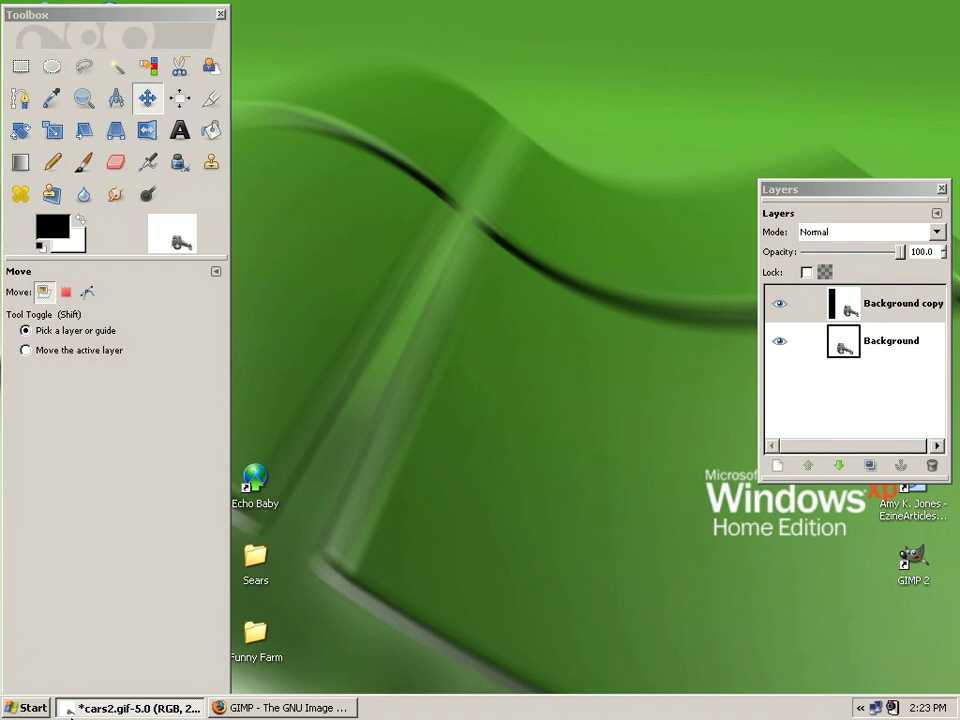 Toolbox
Move
Move:
Tool Toggle (Shift)
Pick a layer or guide
Move the active layer
Layers
Layers
Mode: Normal
Opacity: 100.0
Lock:
Background copy
Background
Echo Baby
Sears
Funny Farm
Microsoft
Windows xp
Home Edition
Amy K. Jones -
EzineArticles...
GIMP 2
Start
*cars2.gif-5.0 (RGB, 2...
GIMP - The GNU Image ...
« 2:23 PM